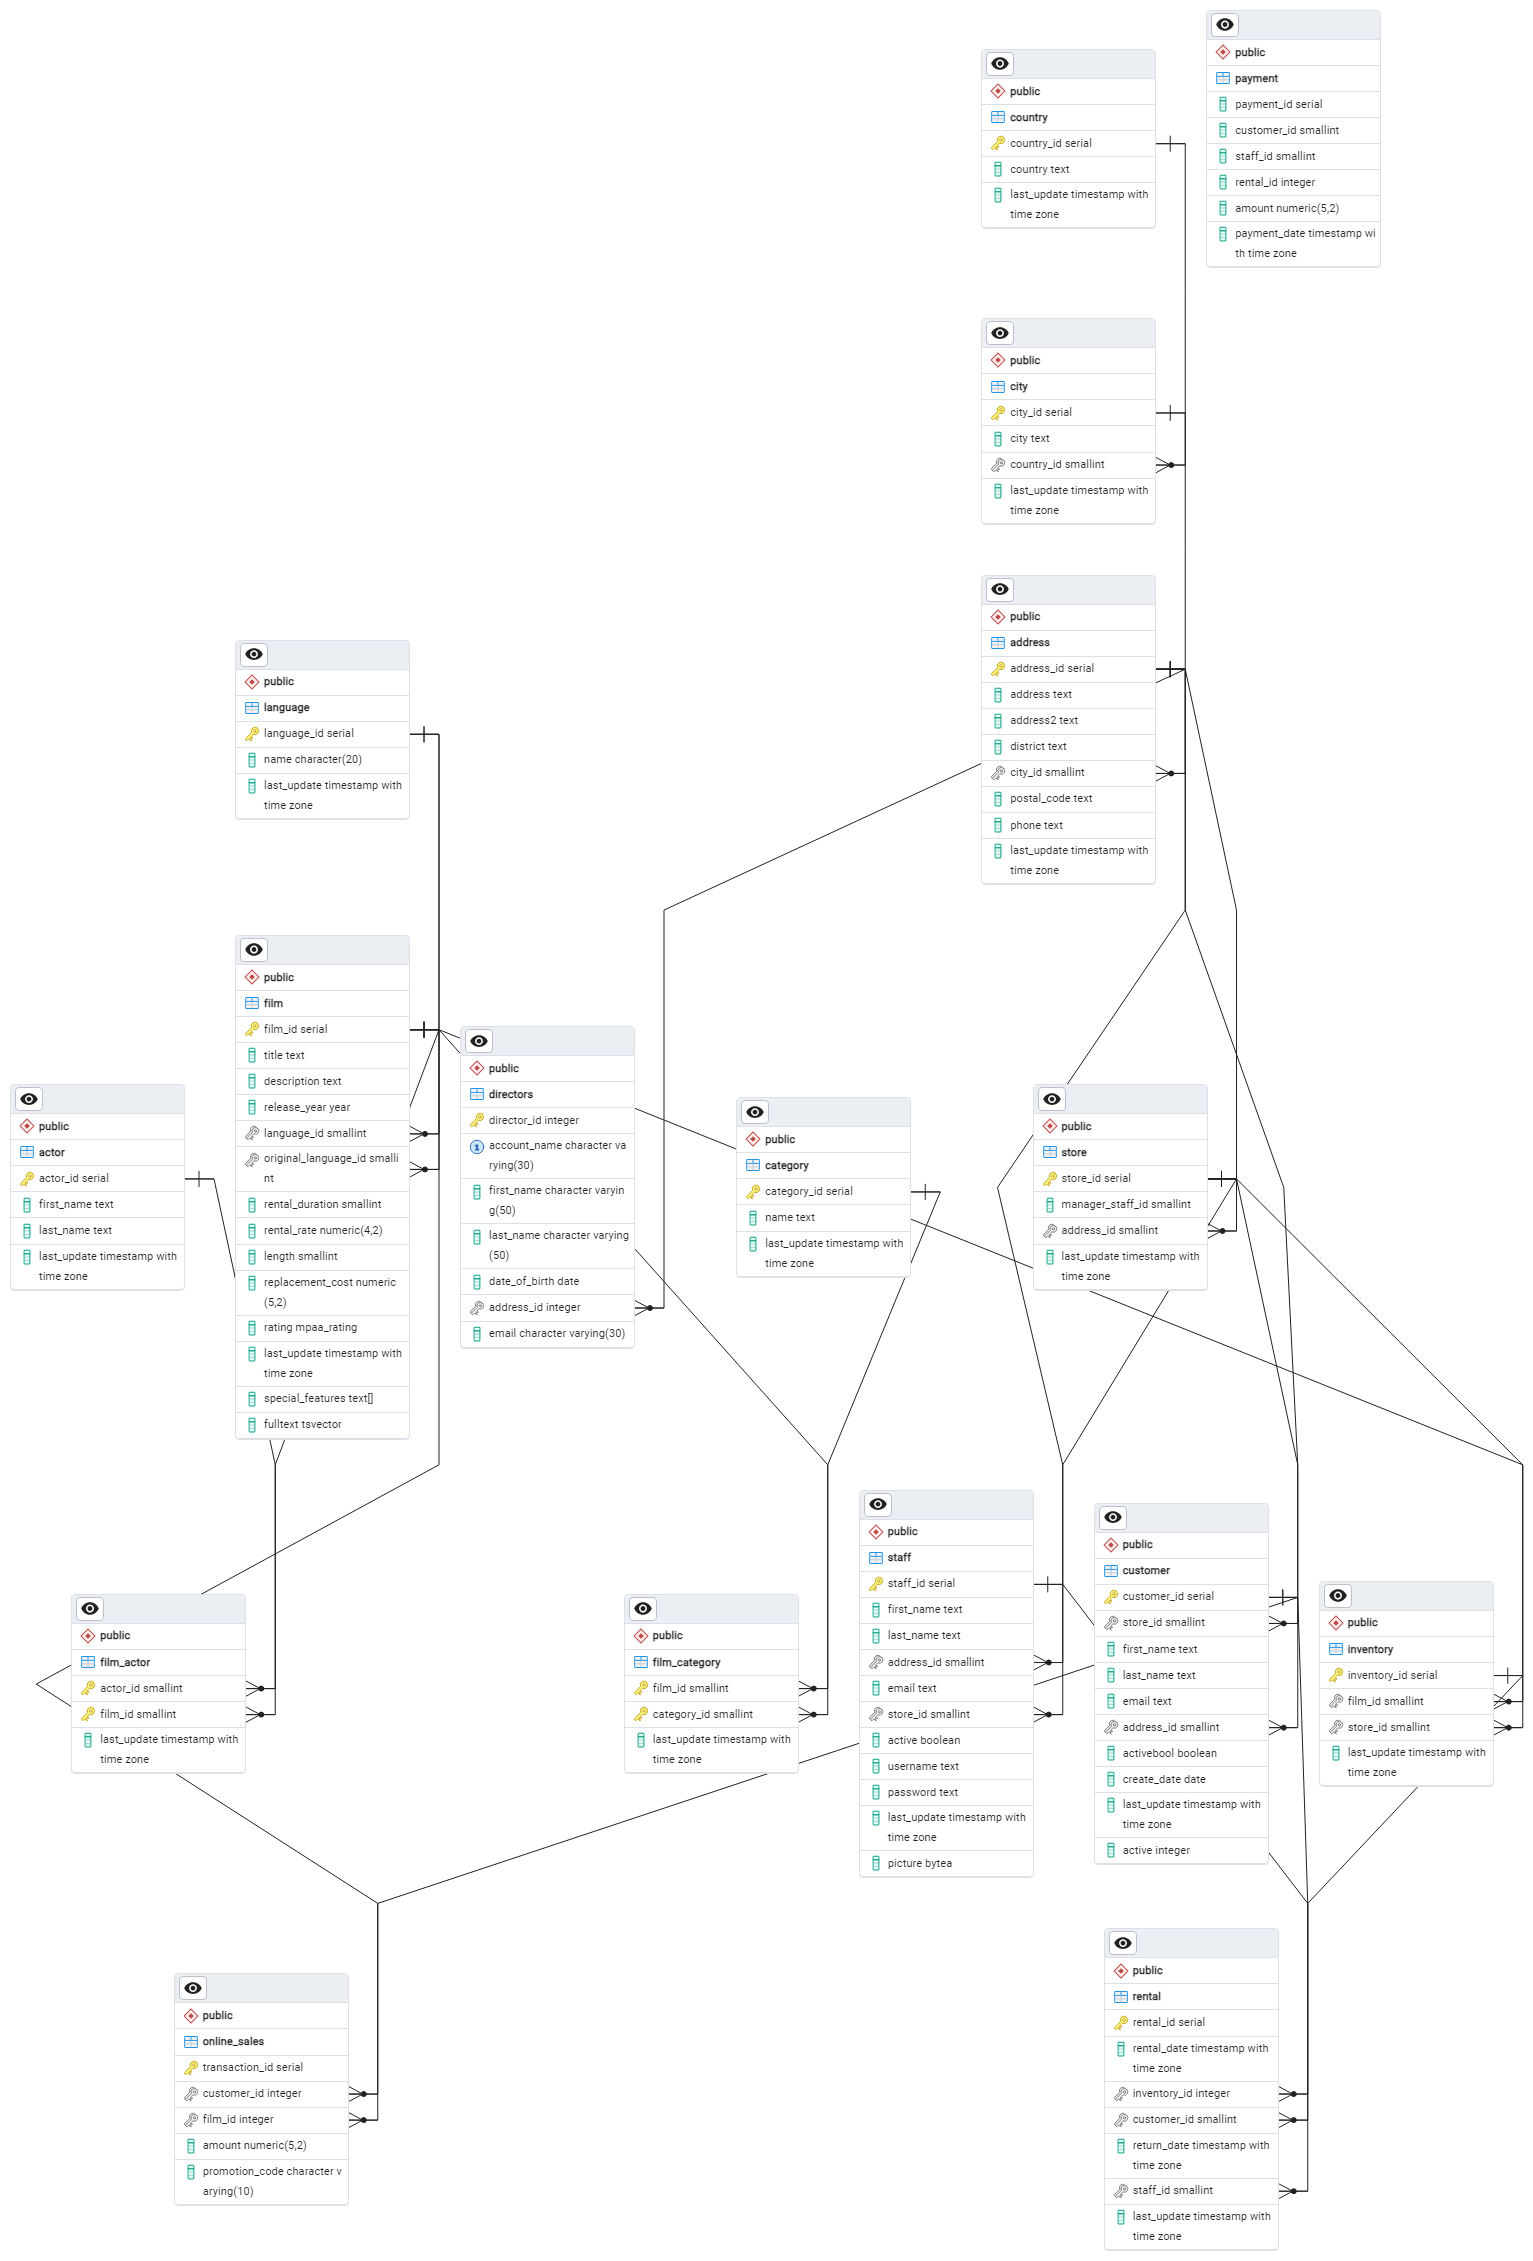 public
payment
payment_id serial
customer_id smallint
staff_id smallint
rental_id integer
amount numeric(5,2)
payment_date timestamp wi
th time zone
public
country
country_id serial
country text
last_update timestamp with
time zone
public
city
city_id serial
city text
country_id smallint
last_update timestamp with
time zone
public
address
address_id serial
address text
address2 text
district text
city_id smallint
postal_code text
phone text
last_update timestamp with
time zone
public
language
language_id serial
name character(20)
last_update timestamp with
time zone
public
film
film_id serial
title text
description text
release_year year
language_id smallint
original_language_id smalli
nt
rental_duration smallint
rental_rate numeric(4,2)
length smallint
replacement_cost numeric
(5,2)
rating mpaa_rating
last_update timestamp with
time zone
special_features text[]
fulltext tsvector
public
directors
director_id integer
1
account_name character va
rying(30)
first_name character varyin
g(50)
last_name character varying
(50)
date_of_birth date
address_id integer
email character varying(30)
public
actor
actor_id serial
first_name text
last_name text
last_update timestamp with
time zone
public
category
category_id serial
name text
last_update timestamp with
time zone
public
store
store_id serial
manager_staff_id smallint
address_id smallint
last_update timestamp with
time zone
public
staff
staff_id serial
first_name text
last_name text
address_id smallint
email text
store_id smallint
active boolean
username text
password text
last_update timestamp with
time zone
picture bytea
public
customer
customer_id serial
store_id smallint
first_name text
last_name text
email text
address_id smallint
activebool boolean
create_date date
last_update timestamp with
time zone
active integer
public
inventory
inventory_id serial
film_id smallint
store_id smallint
last_update timestamp with
time zone
public
film_actor
actor_id smallint
film_id smallint
last_update timestamp with
time zone
public
film_category
film_id smallint
category_id smallint
last_update timestamp with
time zone
public
online_sales
transaction_id serial
customer_id integer
film_id integer
amount numeric(5,2)
promotion_code character v
arying(10)
public
rental
rental_id serial
rental_date timestamp with
time zone
inventory_id integer
customer_id smallint
return_date timestamp with
time zone
staff_id smallint
last_update timestamp with
time zone